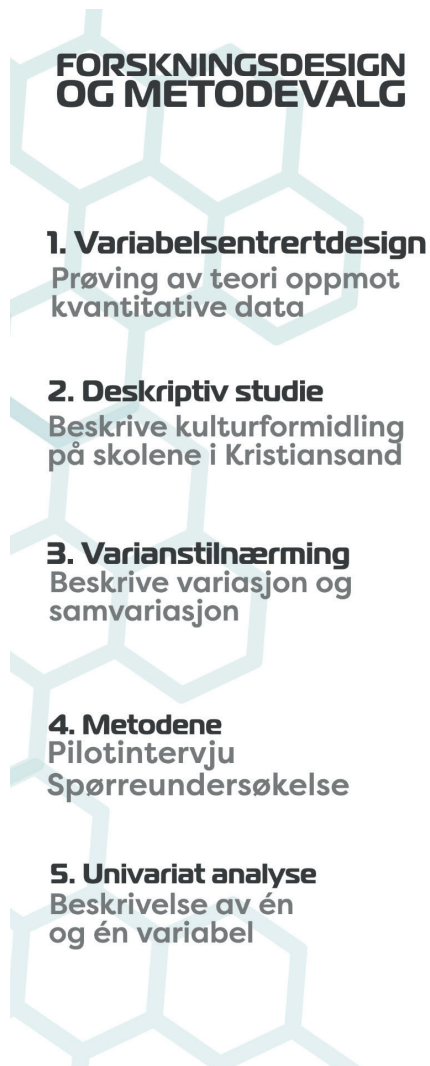 FORSKNINGSDESIGN
OG METODEVALG
1. Variabelsentrertdesign
Prøving av teori oppmot
kvantitative data
2. Deskriptiv studie
Beskrive kulturformidling
på skolene i Kristiansand
3. Varianstilnærming
Beskrive variasjon og
samvariasjon
4. Metodene
Pilotintervju
Spørreundersøkelse
5. Univariat analyse
Beskrivelse av én
og én variabel